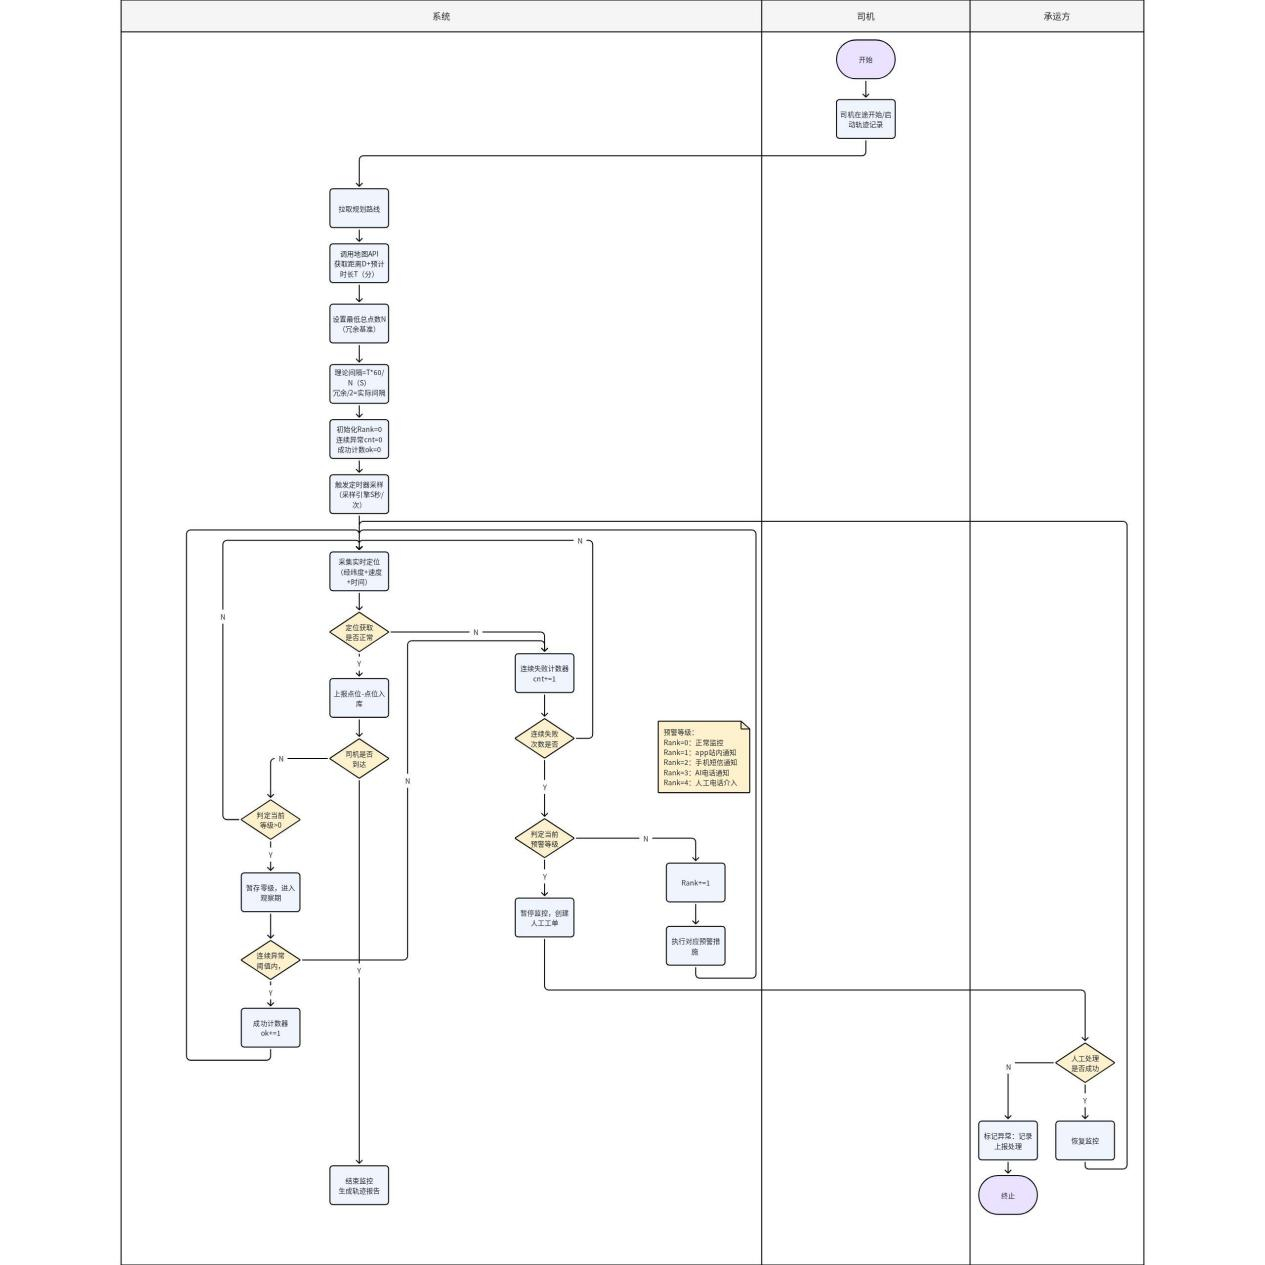 系统
司机
承运方
开始
司机在途开始/启
动轨迹记录
拉取规划路线
调用地图API
获取距离D+预计
时长T（分）
设置最低总点数N
（冗余基准）
理论间隔=T*60/
N（S）
冗余/2=实际间隔
初始化Rank=0
连续异常cnt=0
成功计数ok=0
触发定时器采样
（采样引擎S秒/
次）
N
采集实时定位
（经纬度+速度
+时间）
N
定位获取
是否正常
N
Y
连续失败计数器
cnt+=1
上报点位-点位入
库
连续失败
次数是否
预警等级：
Rank=0：正常监控
Rank=1：app站内通知
Rank=2：手机短信通知
Rank=3：AI电话通知
Rank=4：人工电话介入
司机是否
到达
N
N
Y
判定当前
等级>0
判定当前
预警等级
N
Y
Y
Rank+=1
暂存零级，进入
观察期
暂停监控，创建
人工工单
执行对应预警措
施
连续异常
阈值内，
Y
Y
成功计数器
ok+=1
人工处理
是否成功
N
Y
标记异常：记录
上报处理
恢复监控
结束监控
生成轨迹报告
终止